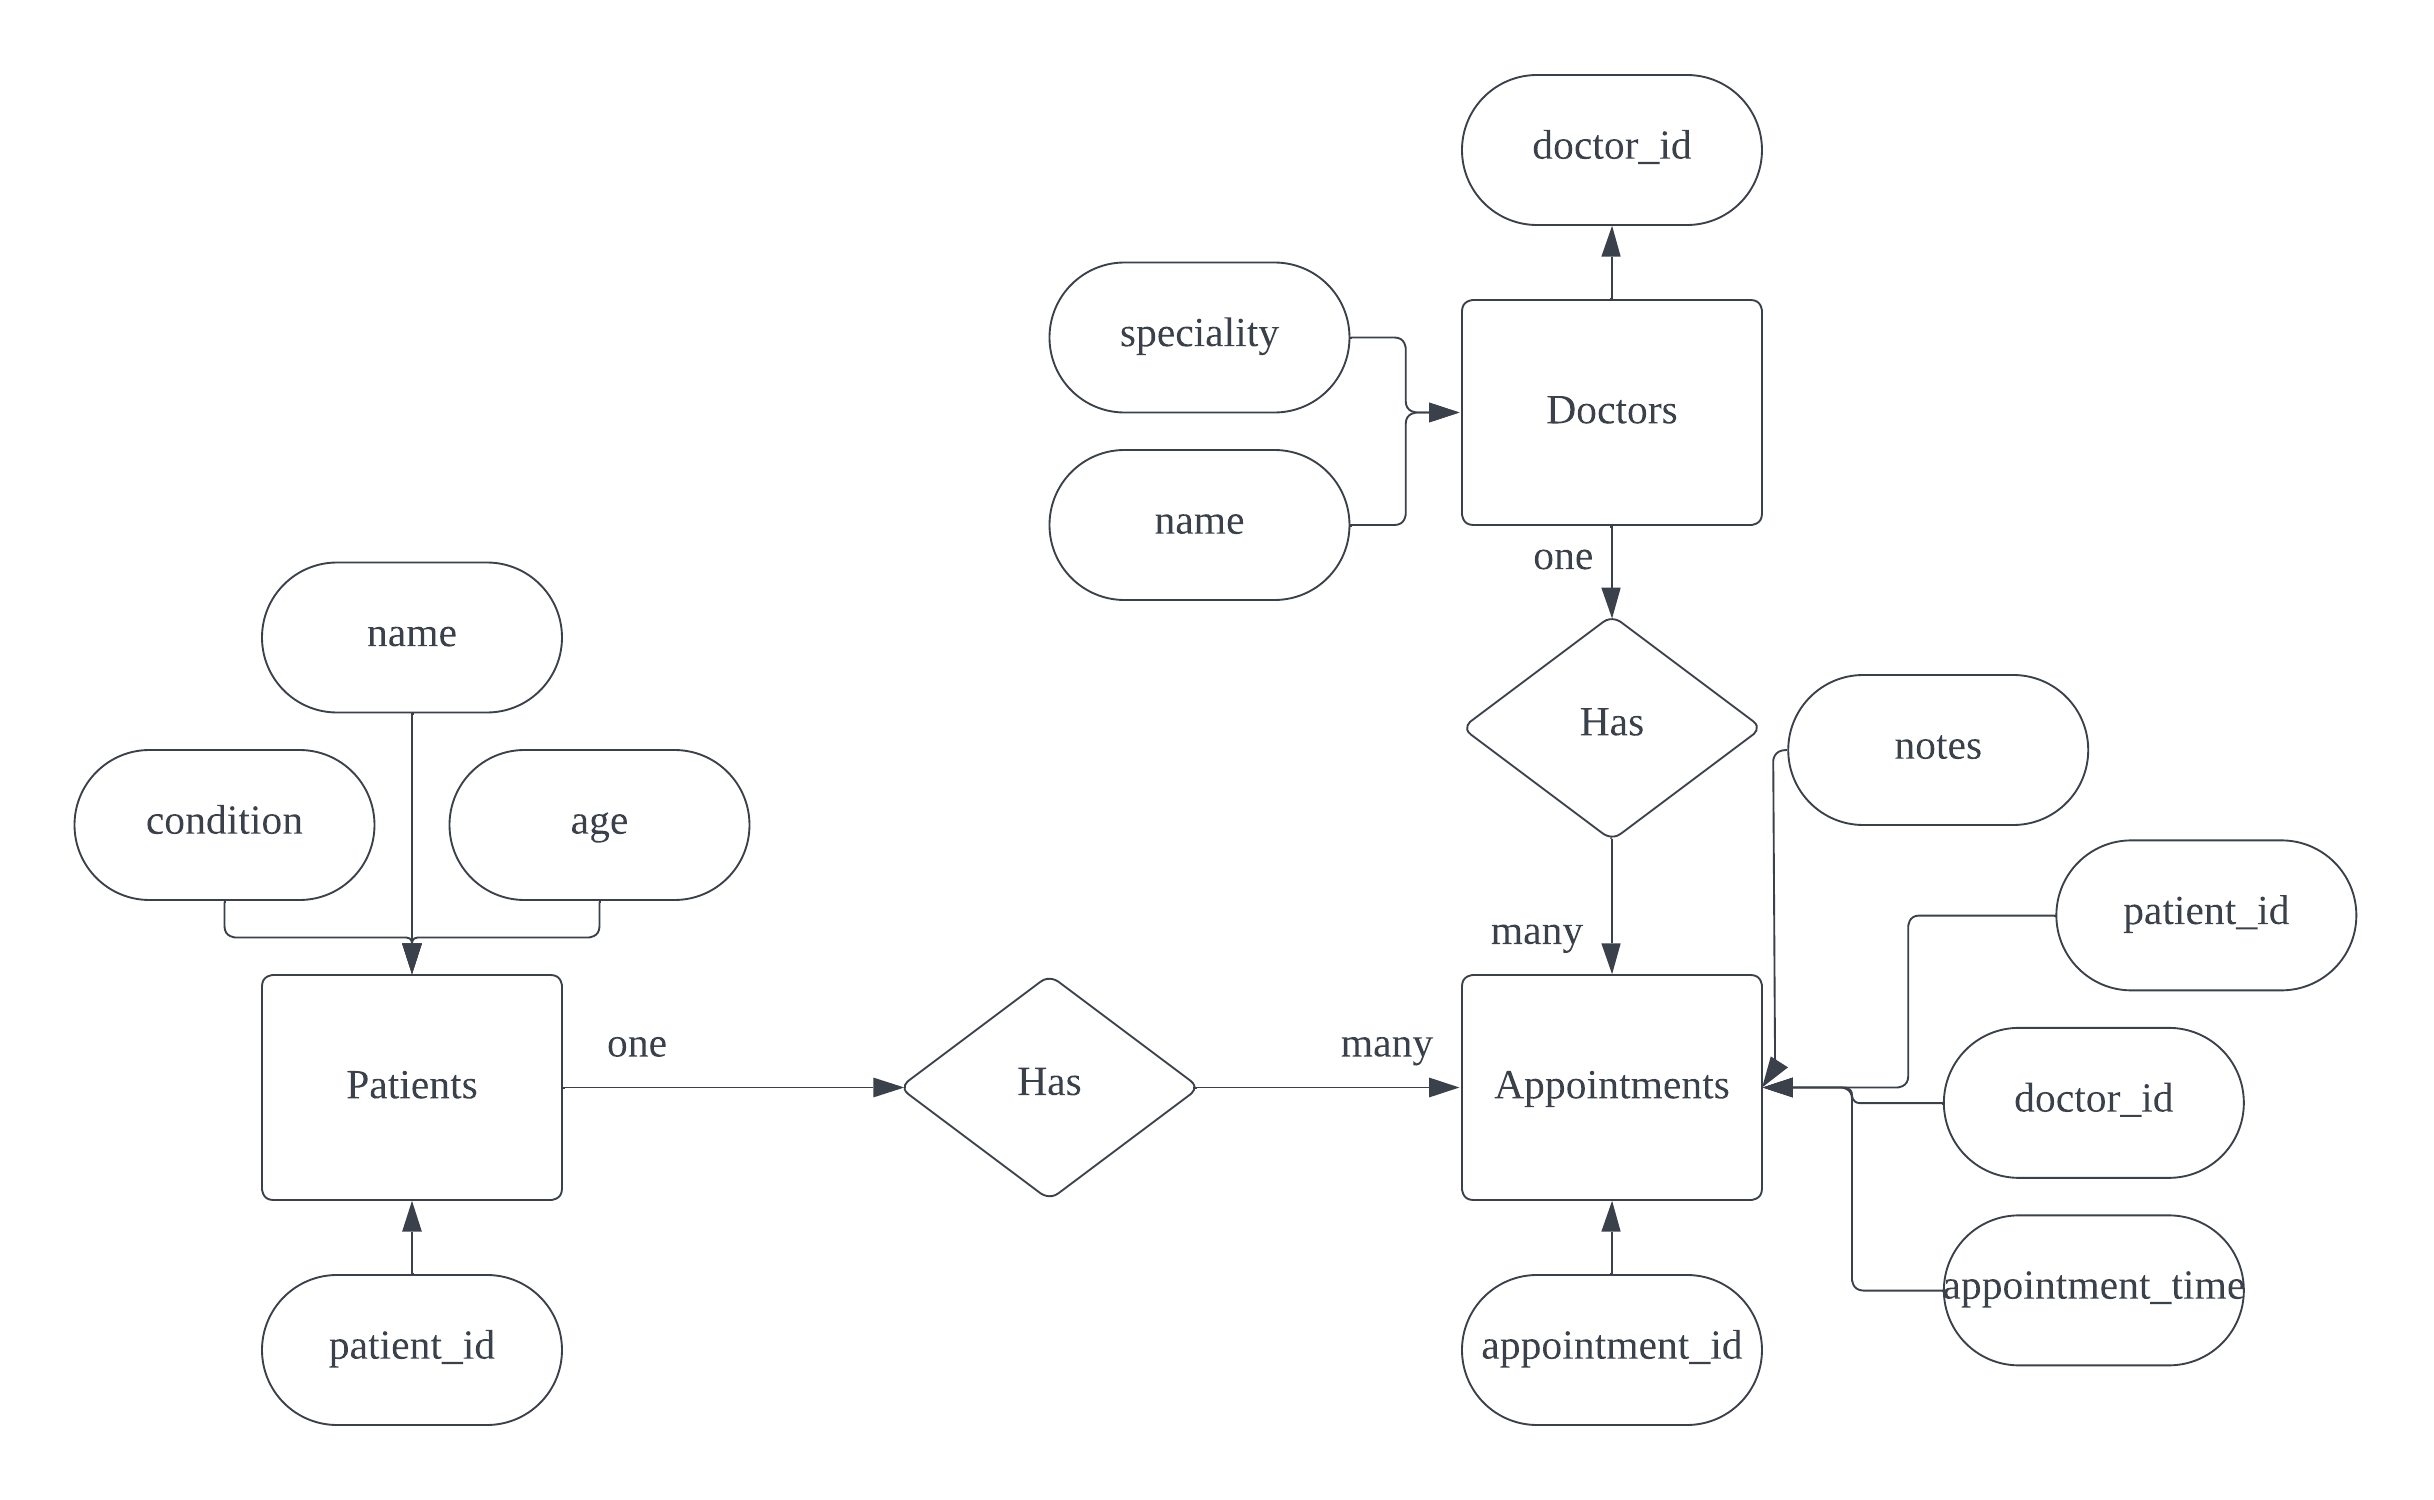 doctor_id
speciality
Doctors
name
one
name
Has
notes
condition
age
patient_id
many
one
many
Patients
Has
Appointments
doctor_id
appointment_time
patient_id
appointment_id